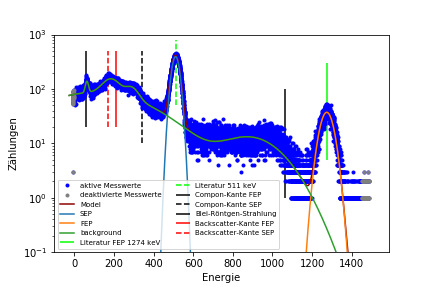 10³
10²
10¹
10⁰
10⁻¹
Zählungen
aktive Messwerte
deaktivierte Messwerte
Model
SEP
FEP
background
Literatur FEP 1274 keV
Literatur 511 keV
Compon-Kante FEP
Compon-Kante SEP
Blei-Röntgen-Strahlung
Backscatter-Kante FEP
Backscatter-Kante SEP
0 200 400 600 800 1000 1200 1400
Energie